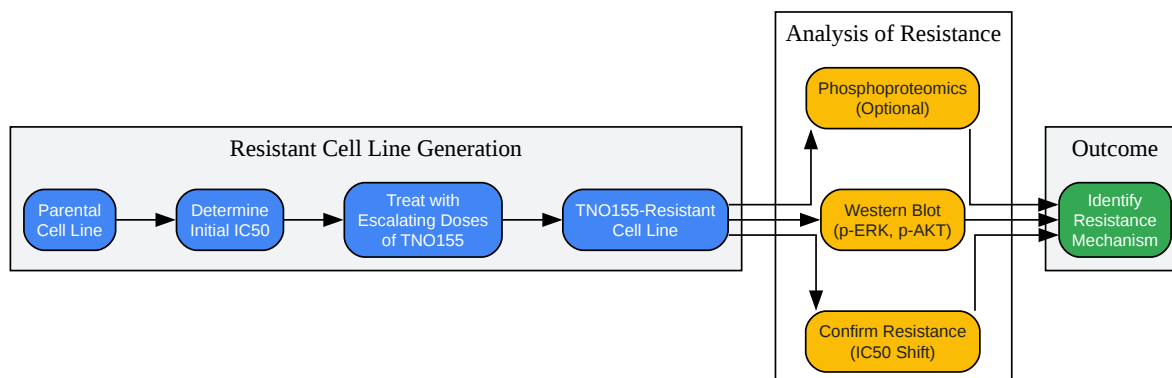 Resistant Cell Line Generation
Parental
Cell Line
Determine
Initial IC50
Treat with
Escalating Doses
of TNO155
TNO155-Resistant
Cell Line
Analysis of Resistance
Phosphoproteomics
(Optional)
Western Blot
(p-ERK, p-AKT)
Confirm Resistance
(IC50 Shift)
Outcome
Identify
Resistance
Mechanism